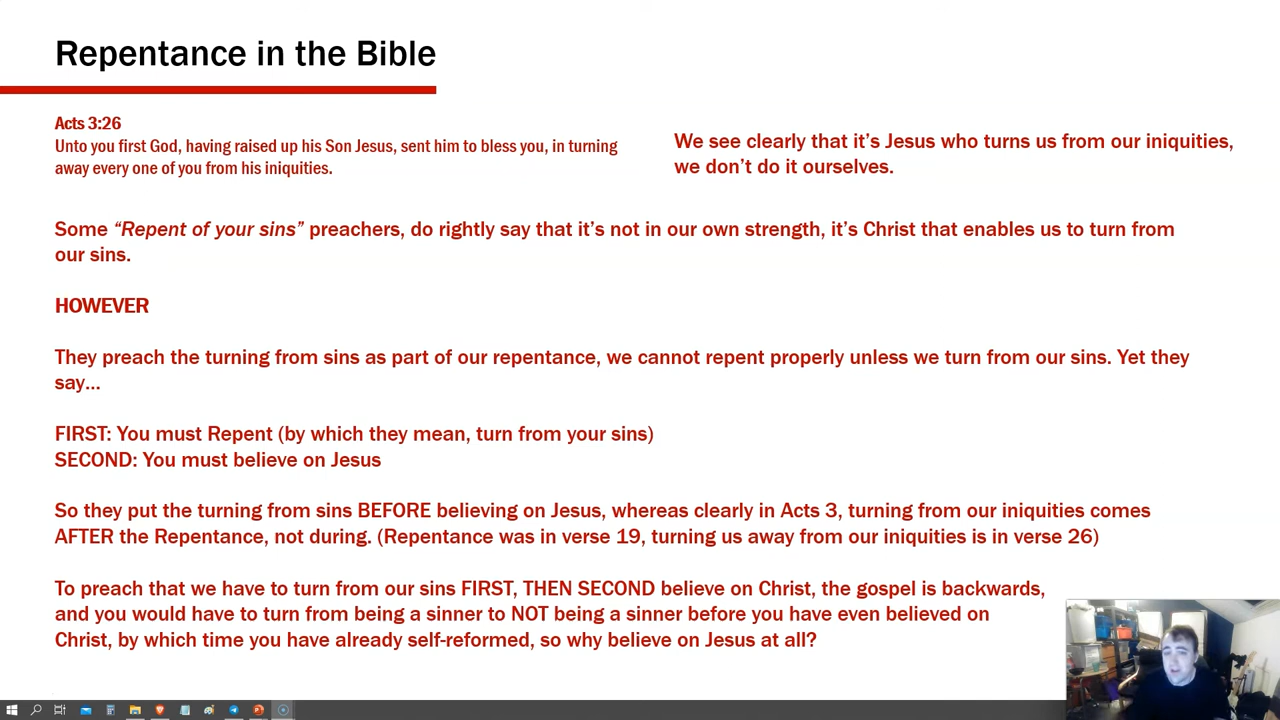 Repentance in the Bible
Acts 3:26
Unto you first God, having raised up his Son Jesus, sent him to bless you, in turning
away every one of you from his iniquities.
We see clearly that it’s Jesus who turns us from our iniquities,
we don’t do it ourselves.
Some “Repent of your sins” preachers, do rightly say that it’s not in our own strength, it’s Christ that enables us to turn from
our sins.
HOWEVER
They preach the turning from sins as part of our repentance, we cannot repent properly unless we turn from our sins. Yet they
say...
FIRST: You must Repent (by which they mean, turn from your sins)
SECOND: You must believe on Jesus
So they put the turning from sins BEFORE believing on Jesus, whereas clearly in Acts 3, turning from our iniquities comes
AFTER the Repentance, not during. (Repentance was in verse 19, turning us away from our iniquities is in verse 26)
To preach that we have to turn from our sins FIRST, THEN SECOND believe on Christ, the gospel is backwards,
and you would have to turn from being a sinner to NOT being a sinner before you have even believed on
Christ, by which time you have already self-reformed, so why believe on Jesus at all?